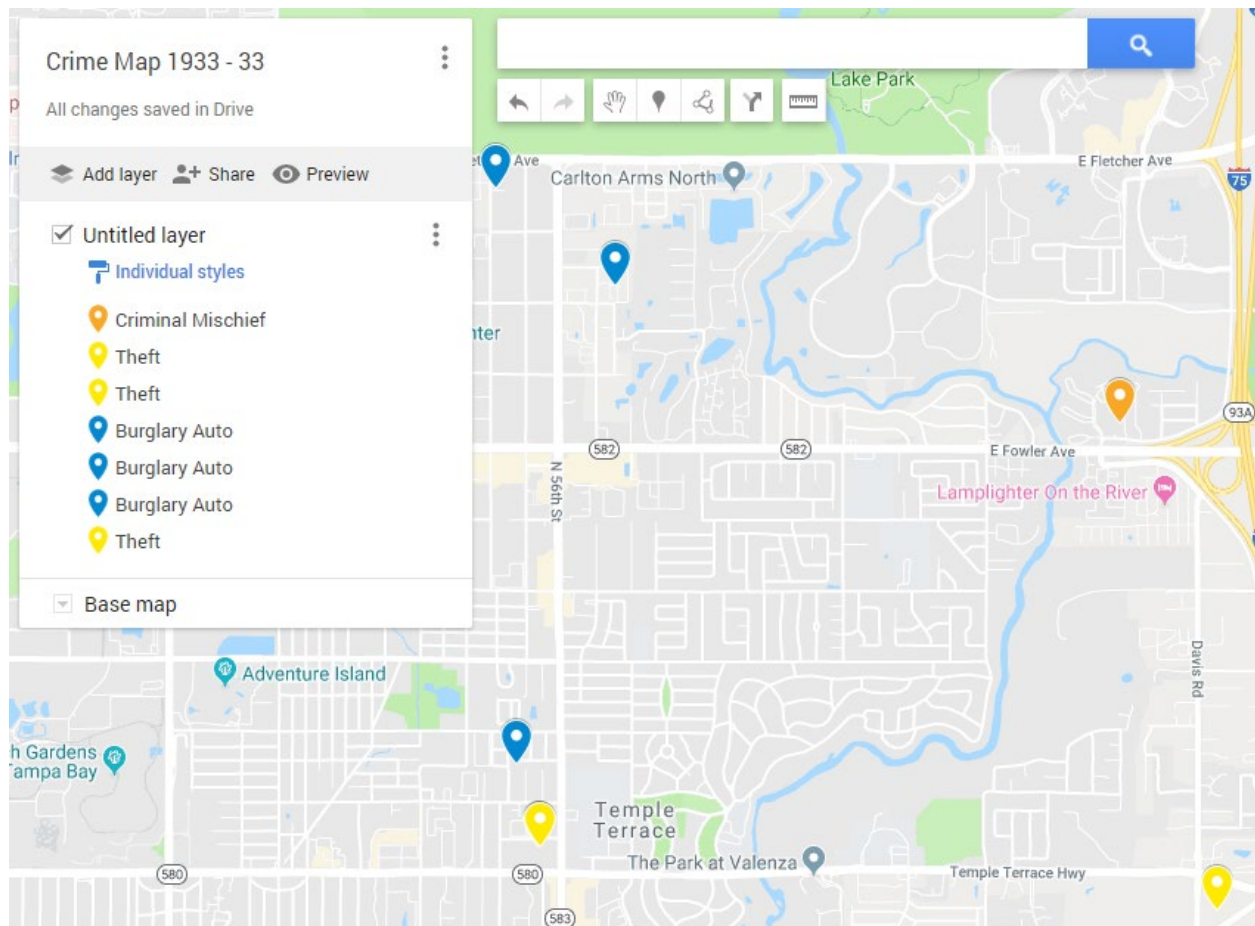 Crime Map 1933 - 33
All changes saved in Drive
Add layer
Share
Preview
Untitled layer
Individual styles
Criminal Mischief
Theft
Theft
Burglary Auto
Burglary Auto
Burglary Auto
Theft
Base map
Lake Park
Ave
E Fletcher Ave
Carlton Arms North
75
nter
93A
582
582
E Fowler Ave
N 56th St
Lamplighter On the River
Davis Rd
Adventure Island
h Gardens
Tampa Bay
Temple
Terrace
The Park at Valenza
580
580
Temple Terrace Hwy
583